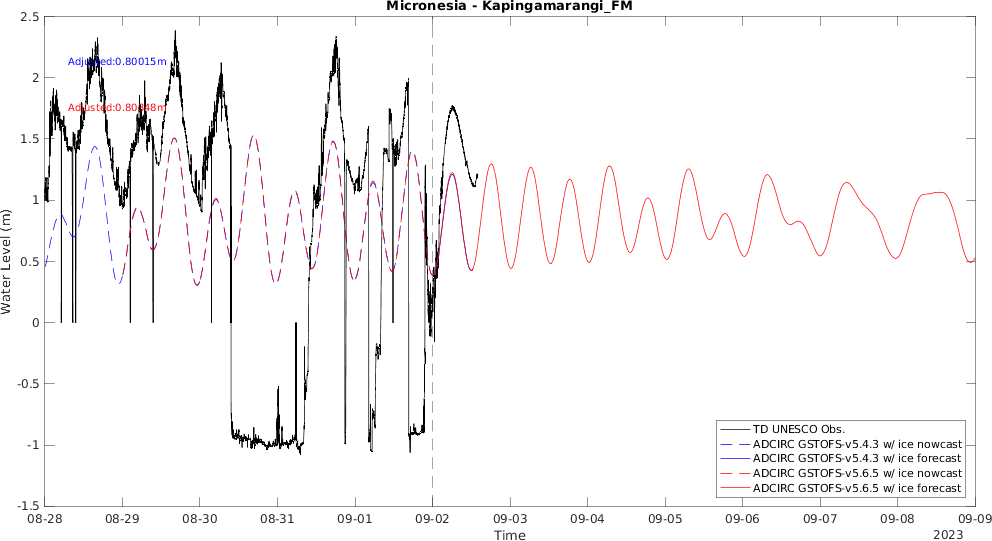 Micronesia - Kapingamarangi_FM
Adjusted:0.80015m
Water Level (m)
2.5
2
1.5
1
0.5
0
-0.5
-1
-1.5
TD UNESCO Obs.
ADCIRC GSTOFS-v5.4.3 w/ ice nowcast
ADCIRC GSTOFS-v5.4.3 w/ ice forecast
ADCIRC GSTOFS-v5.6.5 w/ ice nowcast
ADCIRC GSTOFS-v5.6.5 w/ ice forecast
08-28 08-29 08-30 08-31 09-01 09-02 09-03 09-04 09-05 09-06 09-07 09-08 09-09
Time
2023